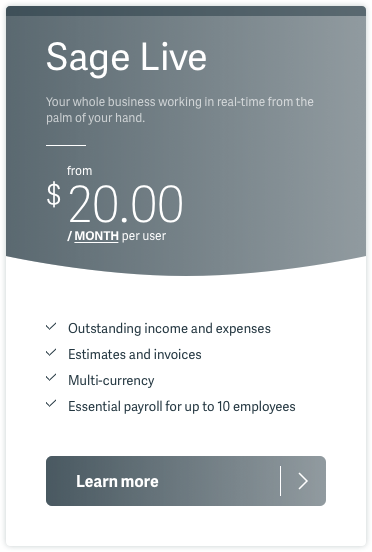 Sage Live
Your whole business working in real-time from the
palm of your hand.
from
$ 20.00
/ MONTH per user
Outstanding income and expenses
Estimates and invoices
Multi-currency
Essential payroll for up to 10 employees
Learn more